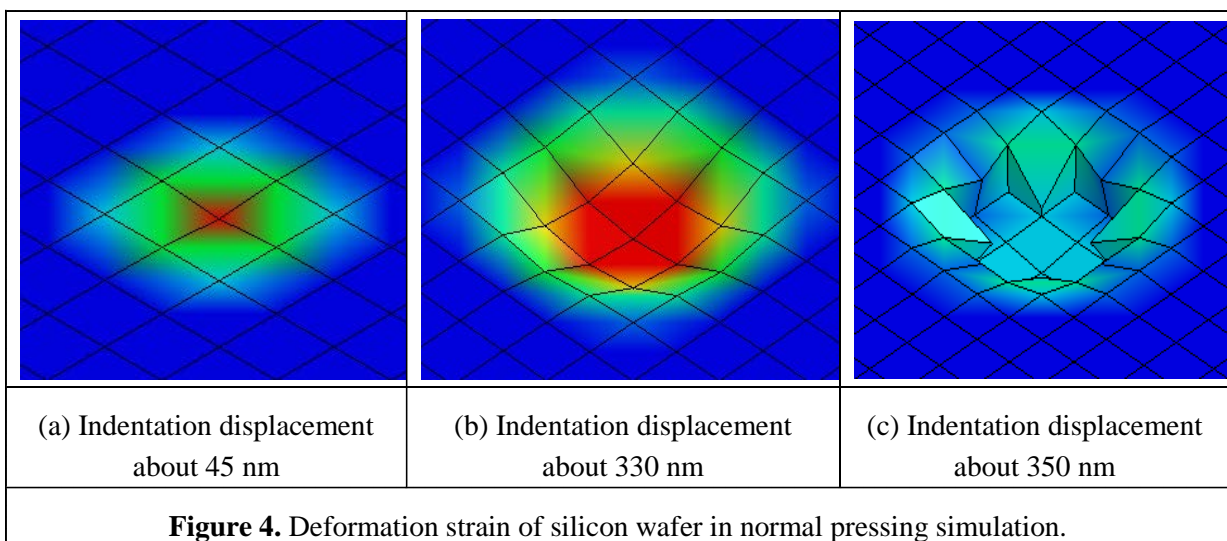 (a) Indentation displacement
about 45 nm
(b) Indentation displacement
about 330 nm
(c) Indentation displacement
about 350 nm
Figure 4. Deformation strain of silicon wafer in normal pressing simulation.